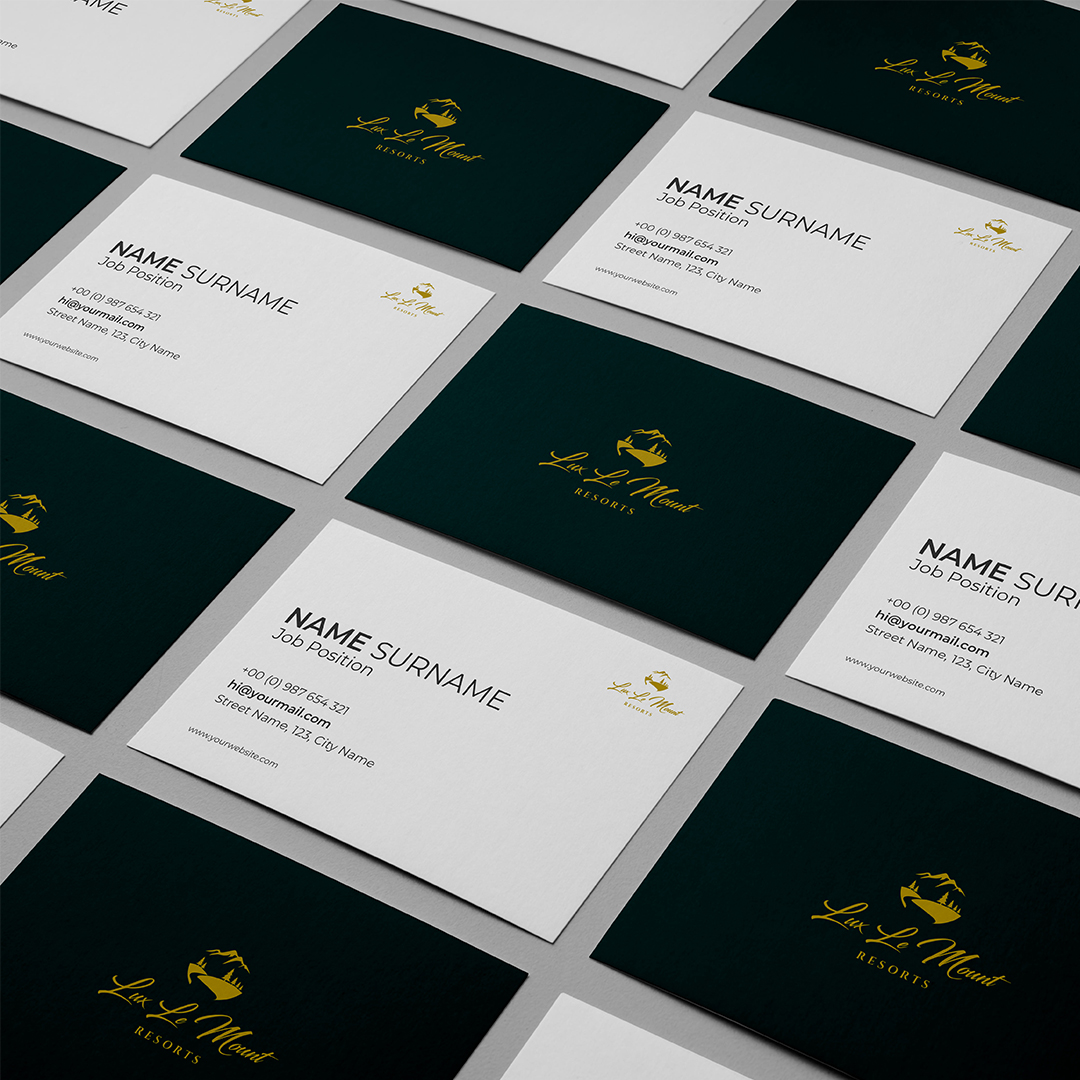 AME
me
Lux Le Mount
RESORTS
Lux Le Mount
RESORTS
Lux Le Mount
RESORTS
NAME SURNAME
Job Position
+00 (0) 987 654 321
hi@yourmail.com
Street Name, 123, City Name
www.yourwebsite.com
Lux Le Mount
RESORTS
NAME SURNAME
Job Position
+00 (0) 987 654 321
hi@yourmail.com
Street Name, 123, City Name
www.yourwebsite.com
Lux Le Mount
RESORTS
Lux Le Mount
RESORTS
Mount
NAME SUR
Job Position
+00 (0) 987 654 321
hi@yourmail.com
Street Name, 123, City Name
www.yourwebsite.com
NAME SURNAME
Job Position
+00 (0) 987 654 321
hi@yourmail.com
Street Name, 123, City Name
www.yourwebsite.com
Lux Le Mount
RESORTS
Lux Le Mount
RESORTS
Lux Le Mount
RESORTS